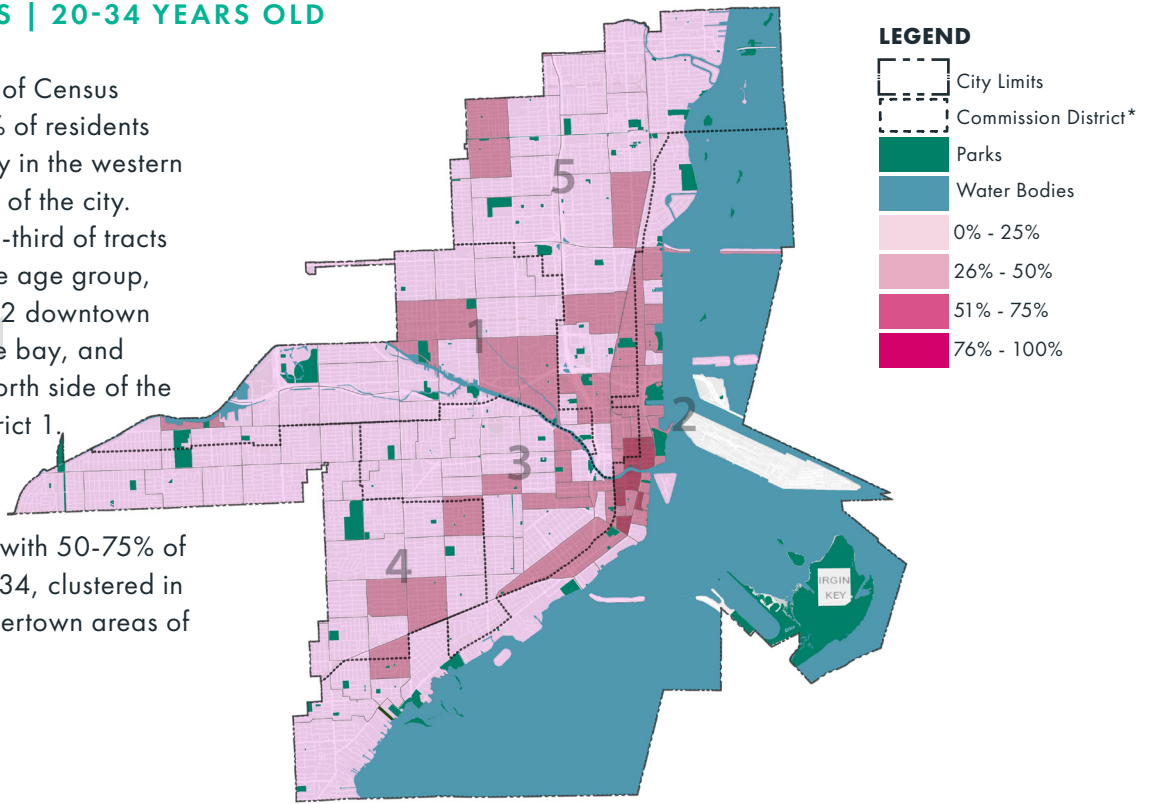 S | 20-34 YEARS OLD
of Census
% of residents
y in the western
of the city.
-third of tracts
e age group,
2 downtown
e bay, and
orth side of the
rict 1.
with 50-75% of
34, clustered in
ertown areas of
LEGEND
City Limits
Commission District*
Parks
Water Bodies
0% - 25%
26% - 50%
51% - 75%
76% - 100%
5
1
2
3
4
IRGIN
KEY